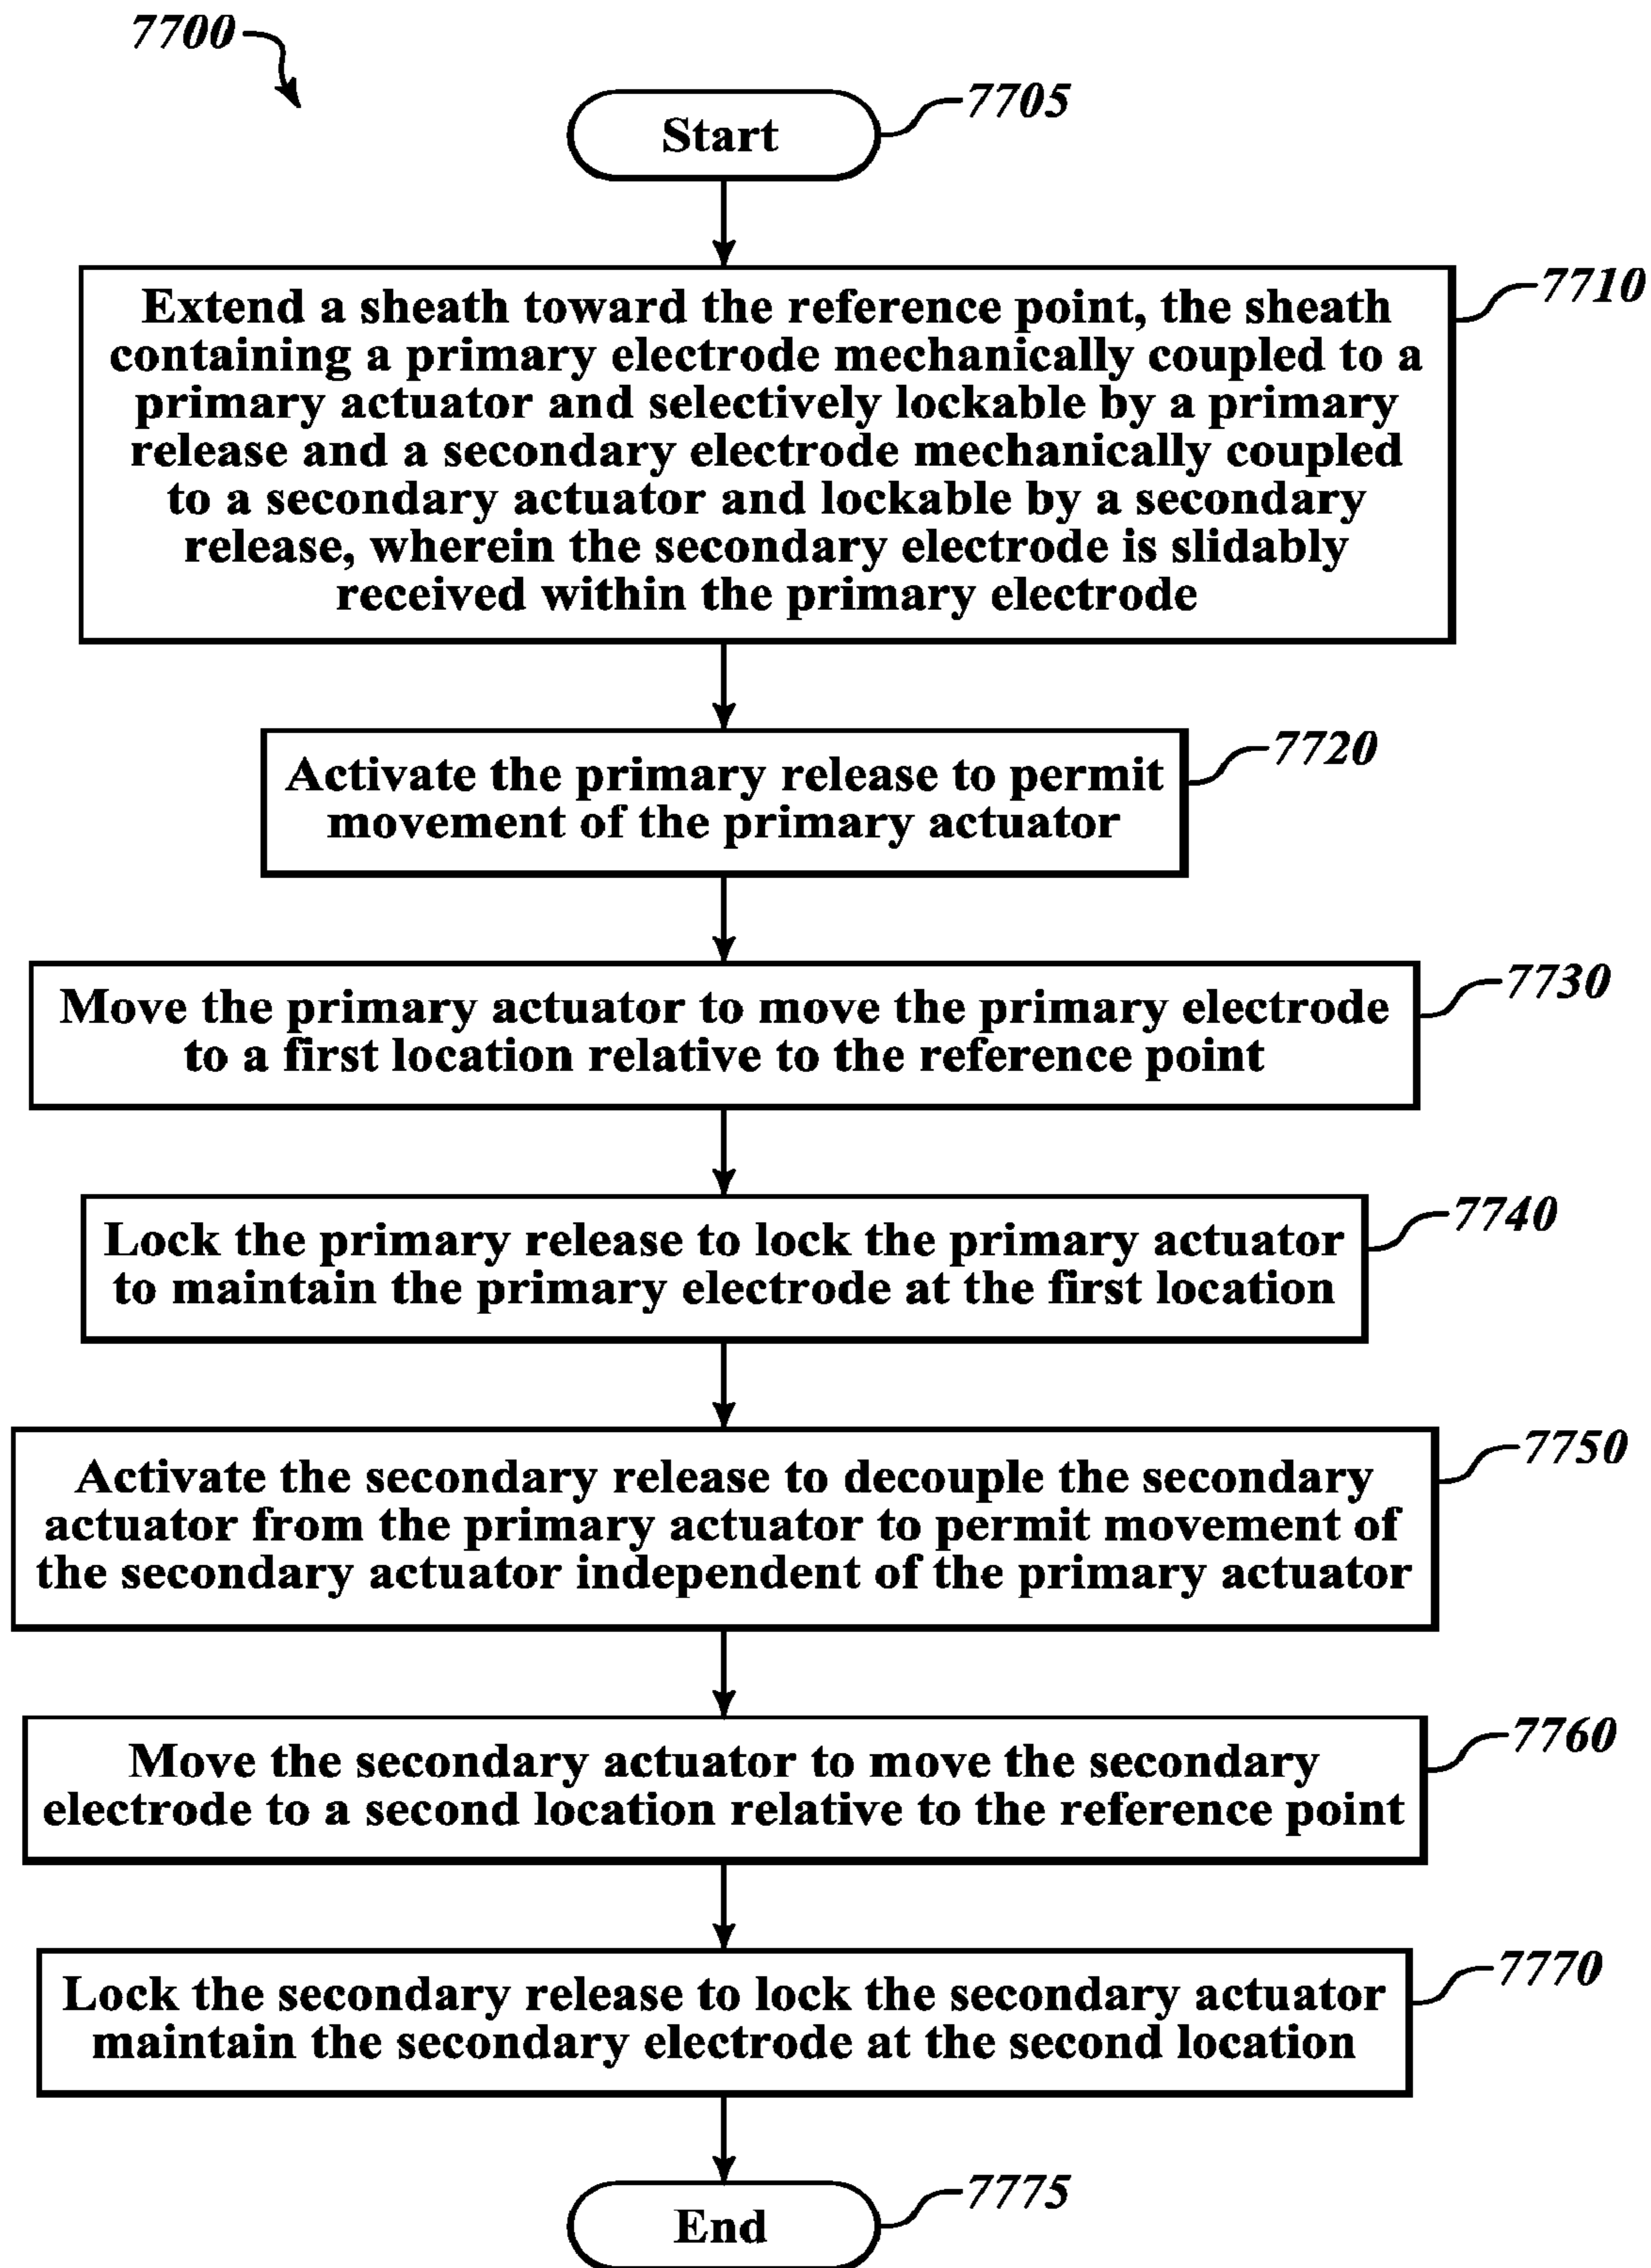 7700
7705
Start
7710
Extend a sheath toward the reference point, the sheath
containing a primary electrode mechanically coupled to a
primary actuator and selectively lockable by a primary
release and a secondary electrode mechanically coupled
to a secondary actuator and lockable by a secondary
release, wherein the secondary electrode is slidably
received within the primary electrode
7720
Activate the primary release to permit
movement of the primary actuator
7730
Move the primary actuator to move the primary electrode
to a first location relative to the reference point
7740
Lock the primary release to lock the primary actuator
to maintain the primary electrode at the first location
7750
Activate the secondary release to decouple the secondary
actuator from the primary actuator to permit movement of
the secondary actuator independent of the primary actuator
7760
Move the secondary actuator to move the secondary
electrode to a second location relative to the reference point
7770
Lock the secondary release to lock the secondary actuator
maintain the secondary electrode at the second location
7775
End